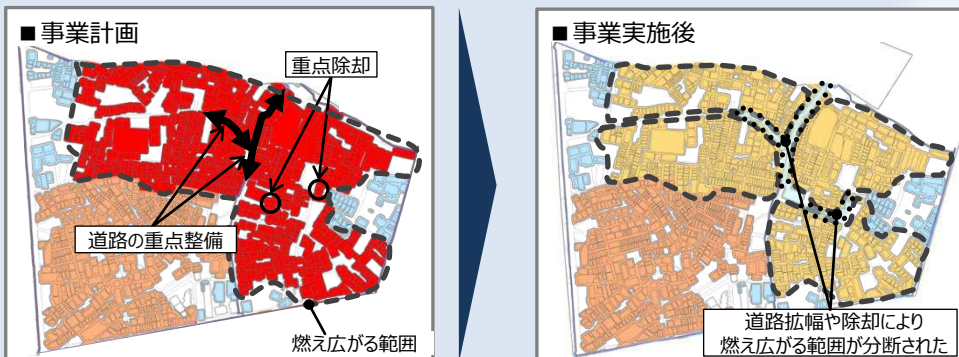 ■事業計画
重点除却
道路の重点整備
燃え広がる範囲
■事業実施後
道路拡幅や除却により
燃え広がる範囲が分断された